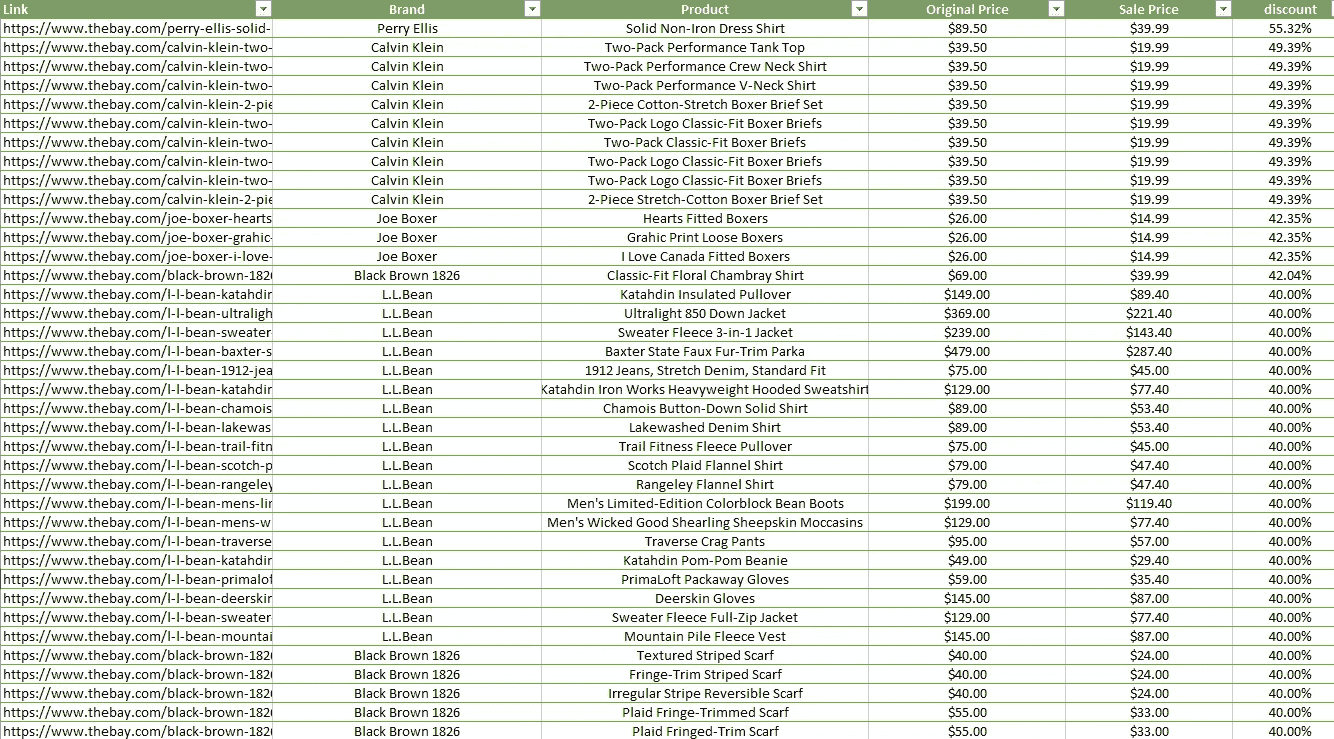 Link Brand Product Original Price Sale Price discount
https://www.thebay.com/perry-ellis-solid- Perry Ellis Solid Non-Iron Dress Shirt $89.50 $39.99 55.32%
https://www.thebay.com/calvin-klein-two- Calvin Klein Two-Pack Performance Tank Top $39.50 $19.99 49.39%
https://www.thebay.com/calvin-klein-two- Calvin Klein Two-Pack Performance Crew Neck Shirt $39.50 $19.99 49.39%
https://www.thebay.com/calvin-klein-two- Calvin Klein Two-Pack Performance V-Neck Shirt $39.50 $19.99 49.39%
https://www.thebay.com/calvin-klein-2-pie Calvin Klein 2-Piece Cotton-Stretch Boxer Brief Set $39.50 $19.99 49.39%
https://www.thebay.com/calvin-klein-two- Calvin Klein Two-Pack Logo Classic-Fit Boxer Briefs $39.50 $19.99 49.39%
https://www.thebay.com/calvin-klein-two- Calvin Klein Two-Pack Classic-Fit Boxer Briefs $39.50 $19.99 49.39%
https://www.thebay.com/calvin-klein-two- Calvin Klein Two-Pack Logo Classic-Fit Boxer Briefs $39.50 $19.99 49.39%
https://www.thebay.com/calvin-klein-two- Calvin Klein Two-Pack Logo Classic-Fit Boxer Briefs $39.50 $19.99 49.39%
https://www.thebay.com/calvin-klein-2-pie Calvin Klein 2-Piece Stretch-Cotton Boxer Brief Set $39.50 $19.99 49.39%
https://www.thebay.com/joe-boxer-hearts Joe Boxer Hearts Fitted Boxers $26.00 $14.99 42.35%
https://www.thebay.com/joe-boxer-grahic- Joe Boxer Grahic Print Loose Boxers $26.00 $14.99 42.35%
https://www.thebay.com/joe-boxer-i-love- Joe Boxer I Love Canada Fitted Boxers $26.00 $14.99 42.35%
https://www.thebay.com/black-brown-1826 Black Brown 1826 Classic-Fit Floral Chambray Shirt $69.00 $39.99 42.04%
https://www.thebay.com/l-l-bean-katahdin L.L.Bean Katahdin Insulated Pullover $149.00 $89.40 40.00%
https://www.thebay.com/l-l-bean-ultraligh L.L.Bean Ultralight 850 Down Jacket $369.00 $221.40 40.00%
https://www.thebay.com/l-l-bean-sweater L.L.Bean Sweater Fleece 3-in-1 Jacket $239.00 $143.40 40.00%
https://www.thebay.com/l-l-bean-baxter-s L.L.Bean Baxter State Faux Fur-Trim Parka $479.00 $287.40 40.00%
https://www.thebay.com/l-l-bean-1912-jea L.L.Bean 1912 Jeans, Stretch Denim, Standard Fit $75.00 $45.00 40.00%
https://www.thebay.com/l-l-bean-katahdin L.L.Bean Katahdin Iron Works Heavyweight Hooded Sweatshirt $129.00 $77.40 40.00%
https://www.thebay.com/l-l-bean-chamois L.L.Bean Chamois Button-Down Solid Shirt $89.00 $53.40 40.00%
https://www.thebay.com/l-l-bean-lakewas L.L.Bean Lakewashed Denim Shirt $89.00 $53.40 40.00%
https://www.thebay.com/l-l-bean-trail-fitn L.L.Bean Trail Fitness Fleece Pullover $75.00 $45.00 40.00%
https://www.thebay.com/l-l-bean-scotch-p L.L.Bean Scotch Plaid Flannel Shirt $79.00 $47.40 40.00%
https://www.thebay.com/l-l-bean-rangeley L.L.Bean Rangeley Flannel Shirt $79.00 $47.40 40.00%
https://www.thebay.com/l-l-bean-mens-lin L.L.Bean Men's Limited-Edition Colorblock Bean Boots $199.00 $119.40 40.00%
https://www.thebay.com/l-l-bean-mens-w L.L.Bean Men's Wicked Good Shearling Sheepskin Moccasins $129.00 $77.40 40.00%
https://www.thebay.com/l-l-bean-traverse L.L.Bean Traverse Crag Pants $95.00 $57.00 40.00%
https://www.thebay.com/l-l-bean-katahdin L.L.Bean Katahdin Pom-Pom Beanie $49.00 $29.40 40.00%
https://www.thebay.com/l-l-bean-primalof L.L.Bean PrimaLoft Packaway Gloves $59.00 $35.40 40.00%
https://www.thebay.com/l-l-bean-deerskin L.L.Bean Deerskin Gloves $145.00 $87.00 40.00%
https://www.thebay.com/l-l-bean-sweater- L.L.Bean Sweater Fleece Full-Zip Jacket $129.00 $77.40 40.00%
https://www.thebay.com/l-l-bean-mountai L.L.Bean Mountain Pile Fleece Vest $145.00 $87.00 40.00%
https://www.thebay.com/black-brown-1826 Black Brown 1826 Textured Striped Scarf $40.00 $24.00 40.00%
https://www.thebay.com/black-brown-1826 Black Brown 1826 Fringe-Trim Striped Scarf $40.00 $24.00 40.00%
https://www.thebay.com/black-brown-1826 Black Brown 1826 Irregular Stripe Reversible Scarf $40.00 $24.00 40.00%
https://www.thebay.com/black-brown-1826 Black Brown 1826 Plaid Fringe-Trimmed Scarf $55.00 $33.00 40.00%
https://www.thebay.com/black-brown-1826 Black Brown 1826 Plaid Fringed-Trim Scarf $55.00 $33.00 40.00%